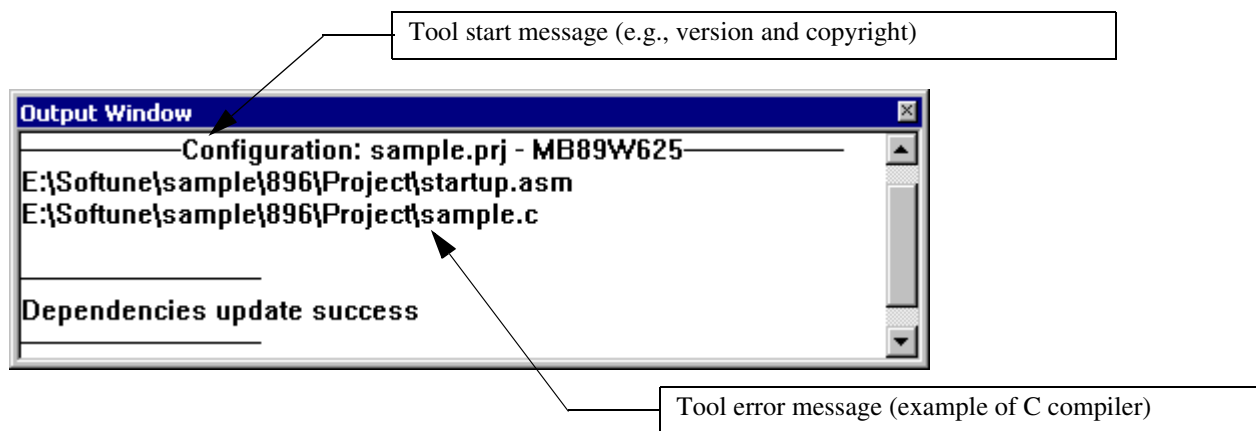 Tool start message (e.g., version and copyright)
Output Window
Configuration: sample.prj - MB89W625
E:\Softune\sample\896\Project\startup.asm
E:\Softune\sample\896\Project\sample.c
Dependencies update success
Tool error message (example of C compiler)